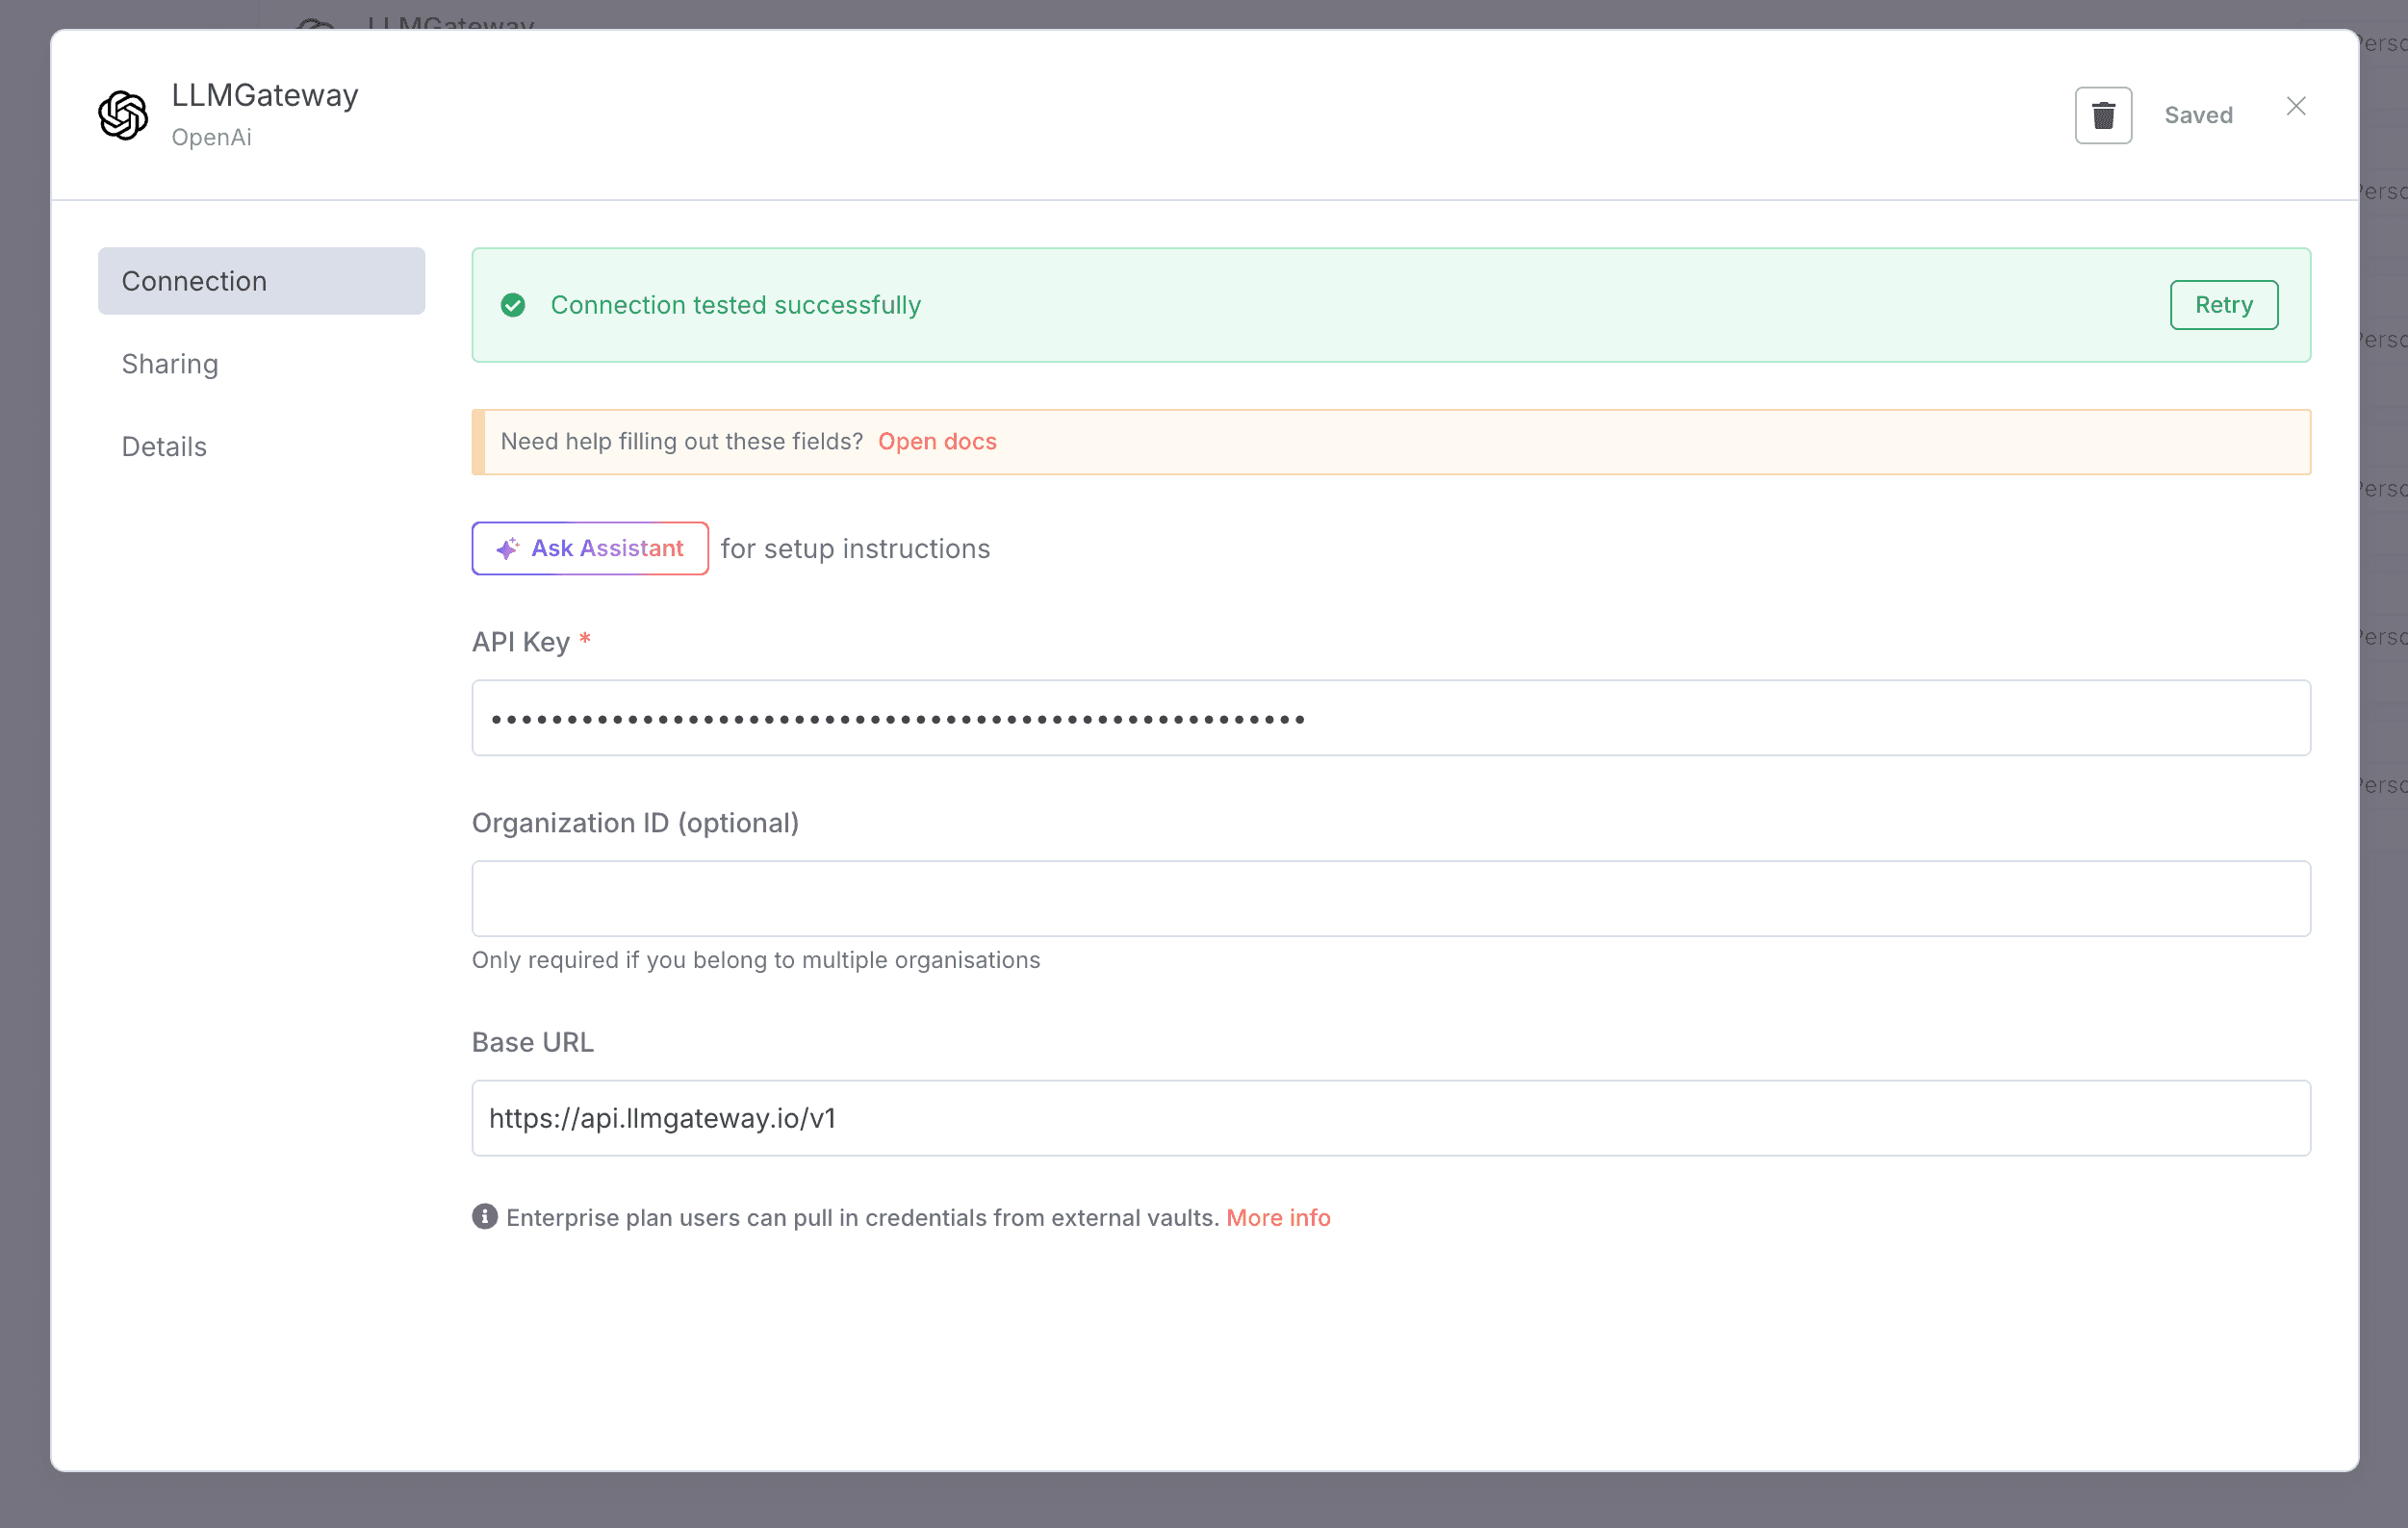 LLMGateway
LLMGateway
OpenAi
Saved
Connection
Sharing
Details
Connection tested successfully
Retry
Need help filling out these fields? Open docs
Ask Assistant for setup instructions
API Key *
••••••••••••••••••••••••••••••••••••••••••••••••••••••
Organization ID (optional)
Only required if you belong to multiple organisations
Base URL
https://api.llmgateway.io/v1
Enterprise plan users can pull in credentials from external vaults. More info